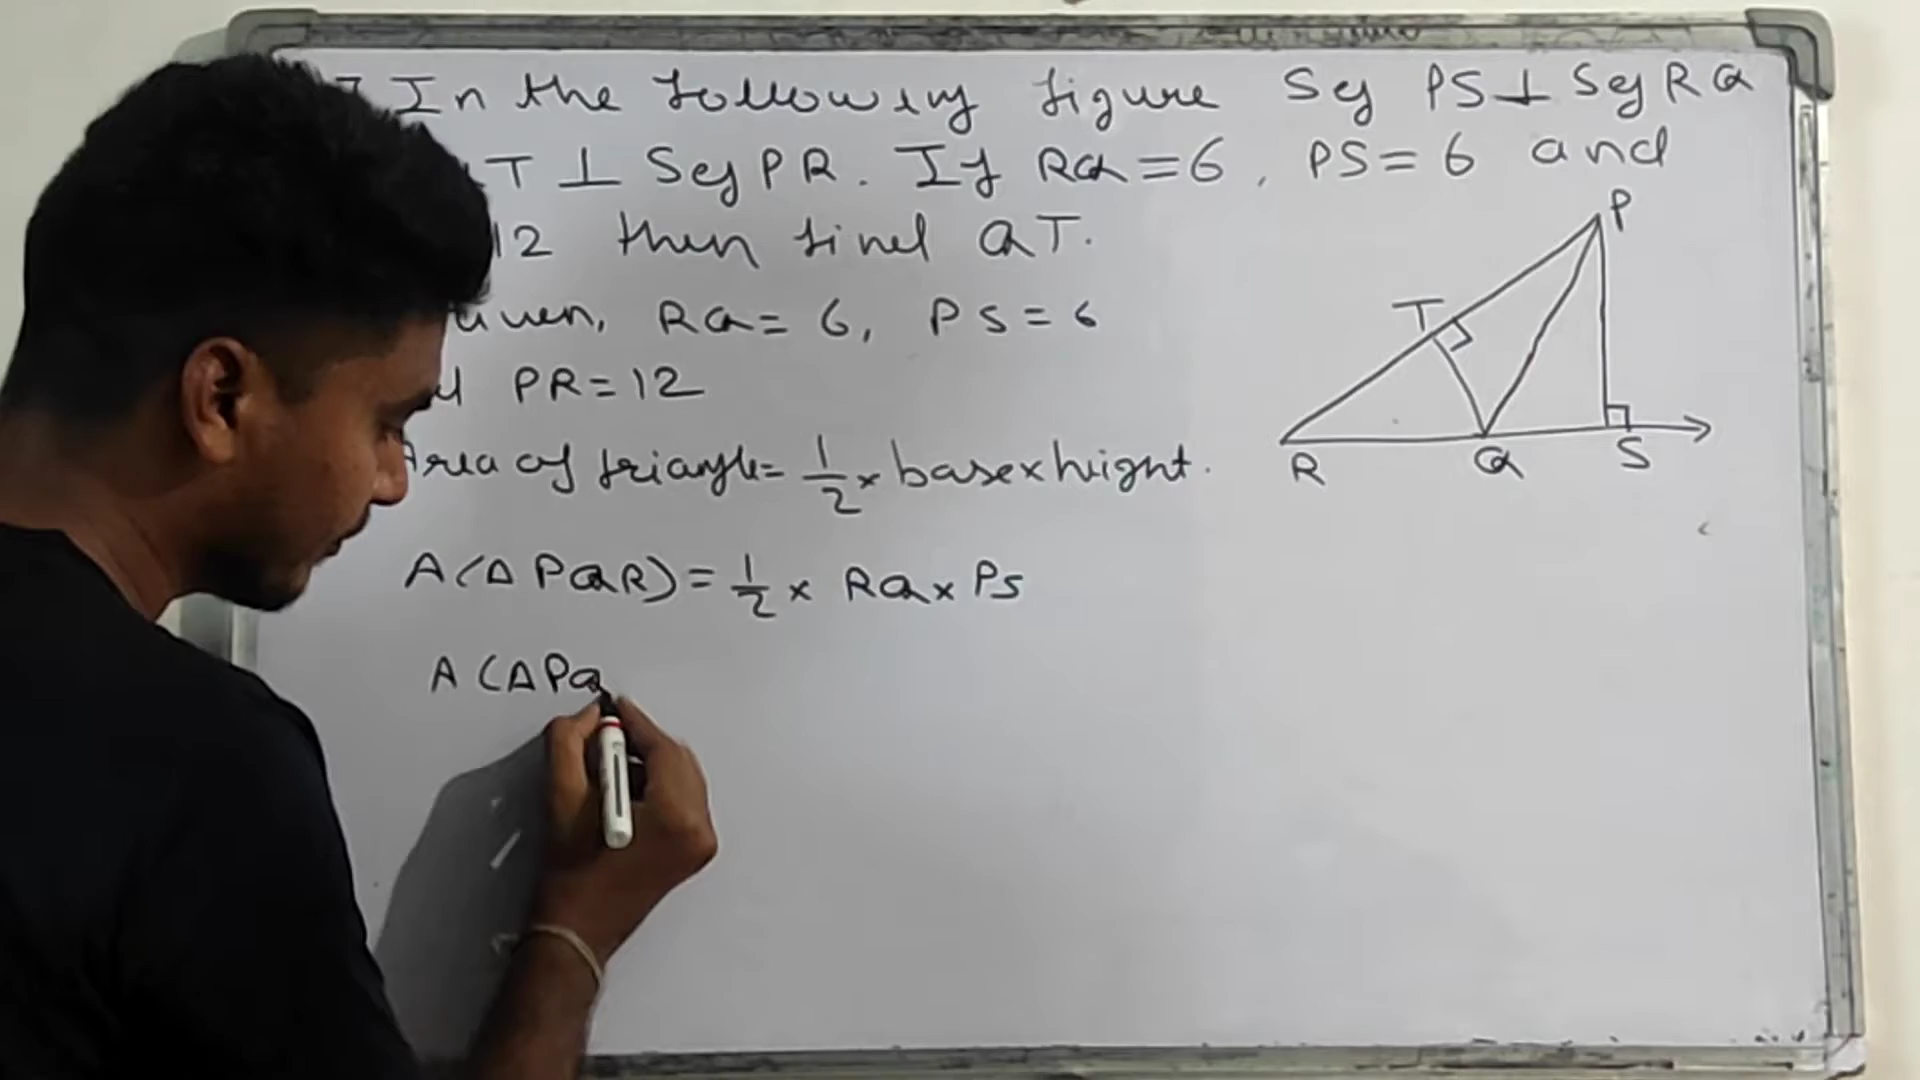 In the following figure Seg PS ⊥ Seg RQ
T ⊥ Seg PR. If RQ = 6, PS = 6 and
12 then find QT.
RQ = 6, PS = 6
PR = 12
Area of triangle = 1/2 × base × height.
A(Δ PQR) = 1/2 × RQ × PS
A(Δ PQ
P
T
R
Q
S